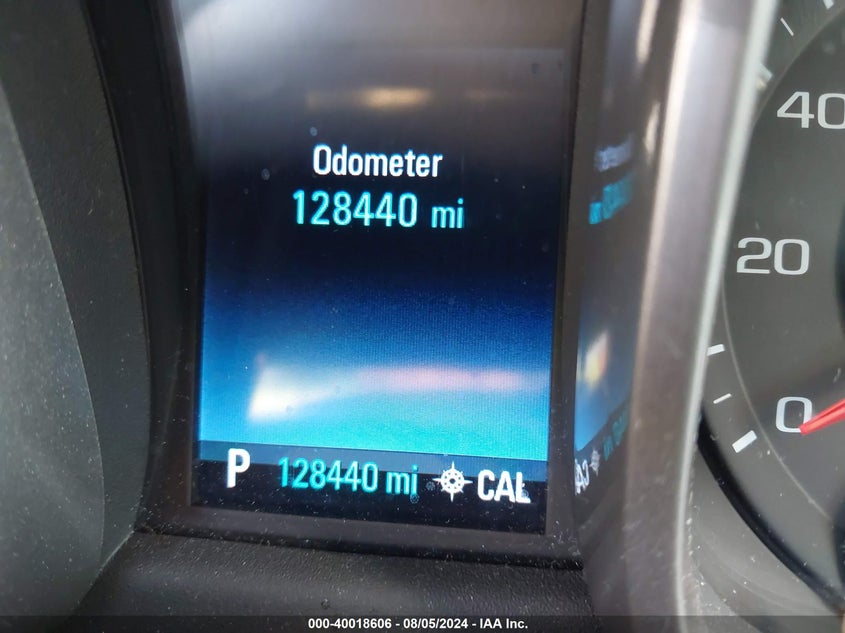 Odometer
128440 mi
P 128440 mi CAL
40
20
0
000-40018606 - 08/05/2024 - IAA Inc.